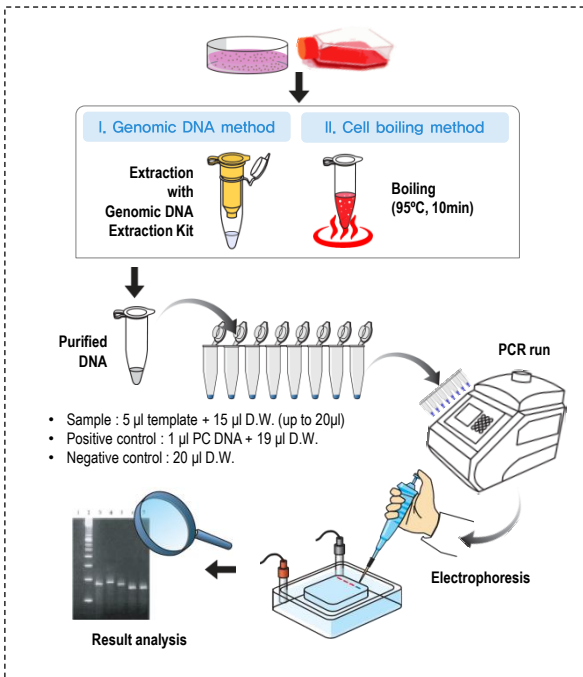 I. Genomic DNA method
II. Cell boiling method
Extraction
with
Genomic DNA
Extraction Kit
Boiling
(95ºC, 10min)
Purified
DNA
PCR run
• Sample : 5 µl template + 15 µl D.W. (up to 20µl)
• Positive control : 1 µl PC DNA + 19 µl D.W.
• Negative control : 20 µl D.W.
Electrophoresis
Result analysis